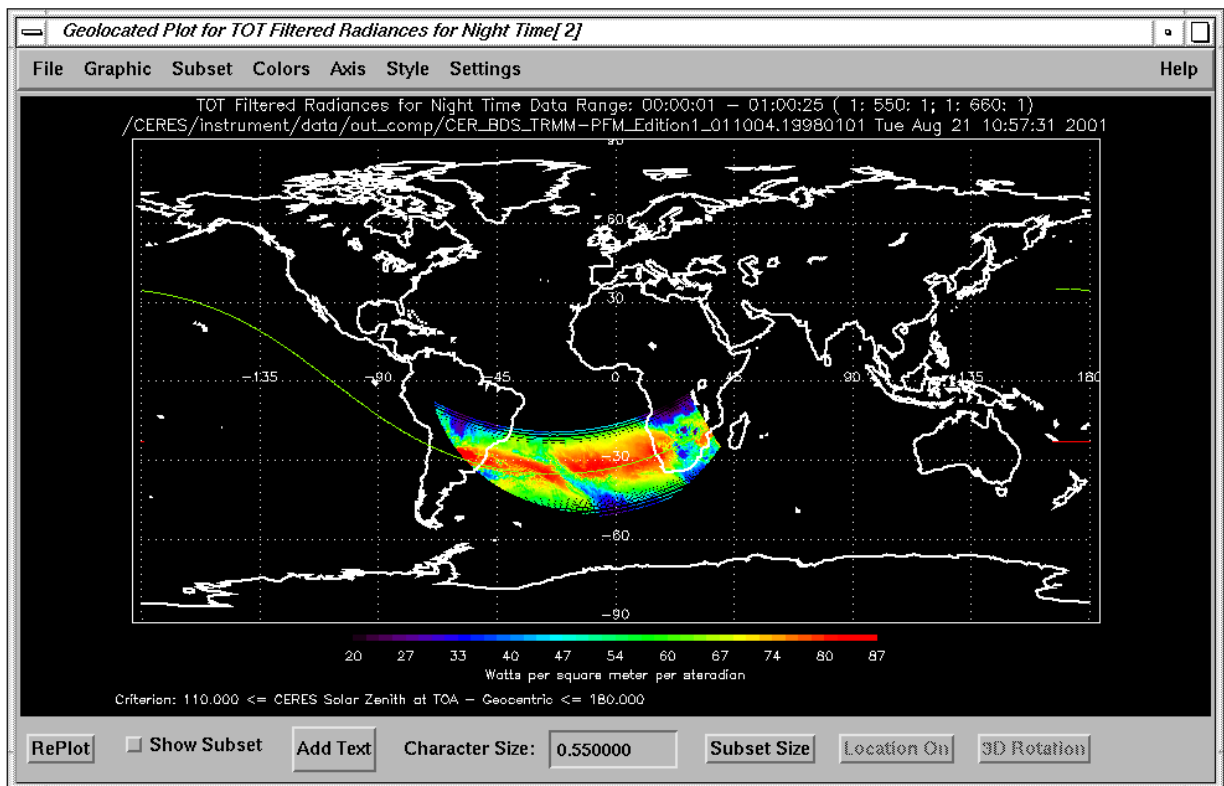 Geolocated Plot for TOT Filtered Radiances for Night Time[ 2]
File Graphic Subset Colors Axis Style Settings Help
TOT Filtered Radiances for Night Time Data Range: 00:00:01 – 01:00:25 ( 1: 550: 1; 1: 660: 1)
/CERES/instrument/data/out_comp/CER_BDS_TRMM-PFM_Edition1_011004.19980101 Tue Aug 21 10:57:31 2001
90
60
30
-135 -90 -45 0 45 90 135 180
-30
-60
-90
20 27 33 40 47 54 60 67 74 80 87
Watts per square meter per steradian
Criterion: 110.000 <= CERES Solar Zenith at TOA – Geocentric <= 180.000
RePlot Show Subset Add Text Character Size: 0.550000 Subset Size Location On 3D Rotation